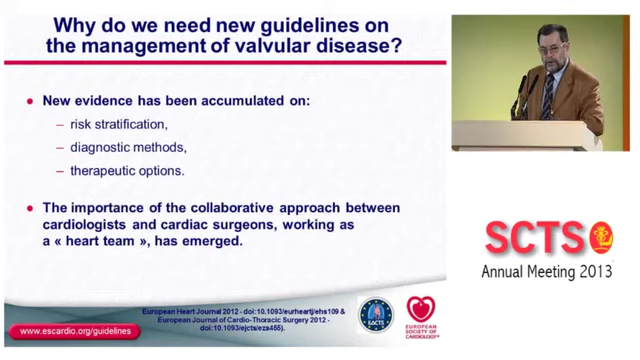 Why do we need new guidelines on
the management of valvular disease?
● New evidence has been accumulated on:
– risk stratification,
– diagnostic methods,
– therapeutic options.
● The importance of the collaborative approach between
cardiologists and cardiac surgeons, working as
a « heart team », has emerged.
European Heart Journal 2012 - doi:10.1093/eurheartj/ehs109 &
European Journal of Cardio-Thoracic Surgery 2012 -
doi:10.1093/ejcts/ezs455).
www.escardio.org/guidelines
EACTS
EUROPEAN
SOCIETY OF
CARDIOLOGY
SCTS
Annual Meeting 2013